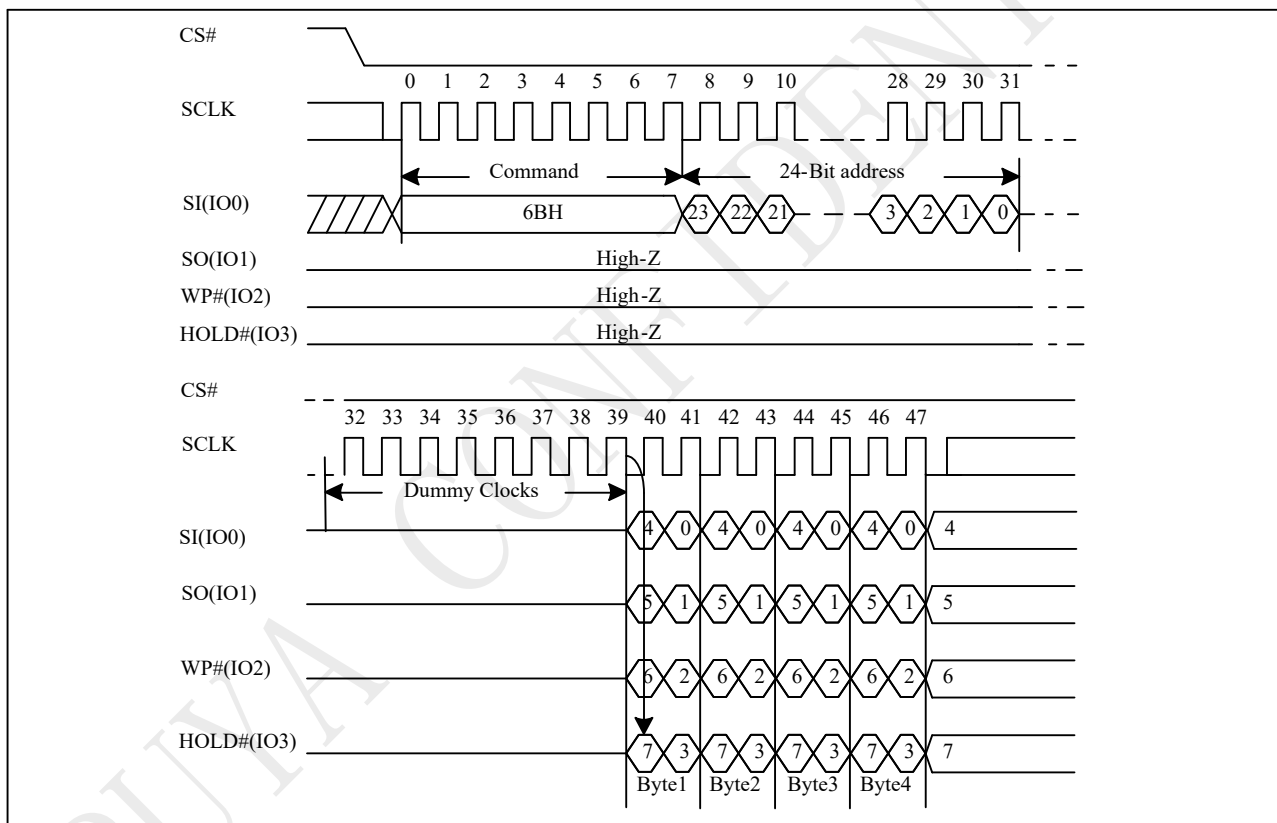 CS#
0 1 2 3 4 5 6 7 8 9 10 28 29 30 31
SCLK
Command 24-Bit address
SI(IO0) 6BH 23 22 21 3 2 1 0
SO(IO1) High-Z
WP#(IO2) High-Z
HOLD#(IO3) High-Z
CS#
32 33 34 35 36 37 38 39 40 41 42 43 44 45 46 47
SCLK
Dummy Clocks
SI(IO0) 4 0 4 0 4 0 4 0 4
SO(IO1) 5 1 5 1 5 1 5 1 5
WP#(IO2) 6 2 6 2 6 2 6 2 6
HOLD#(IO3) 7 3 7 3 7 3 7 3 7
Byte1 Byte2 Byte3 Byte4